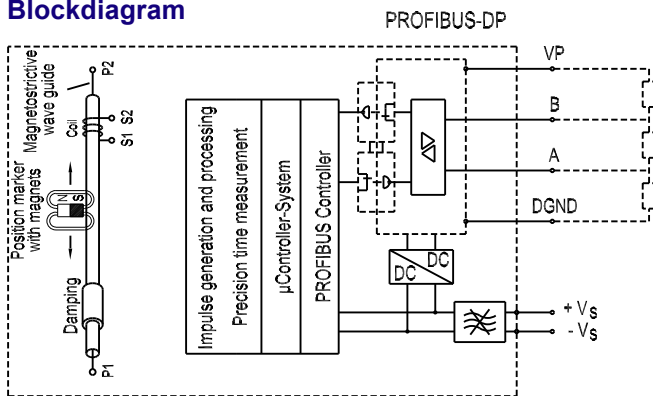 Blockdiagram
PROFIBUS-DP
Magnetostrictive
wave guide
P2
Coil
S2
S1
Position marker
with magnets
N
S
Damping
P1
Impulse generation and processing
Precision time measurement
µController-System
PROFIBUS Controller
DC
DC
VP
B
A
DGND
+ VS
- VS